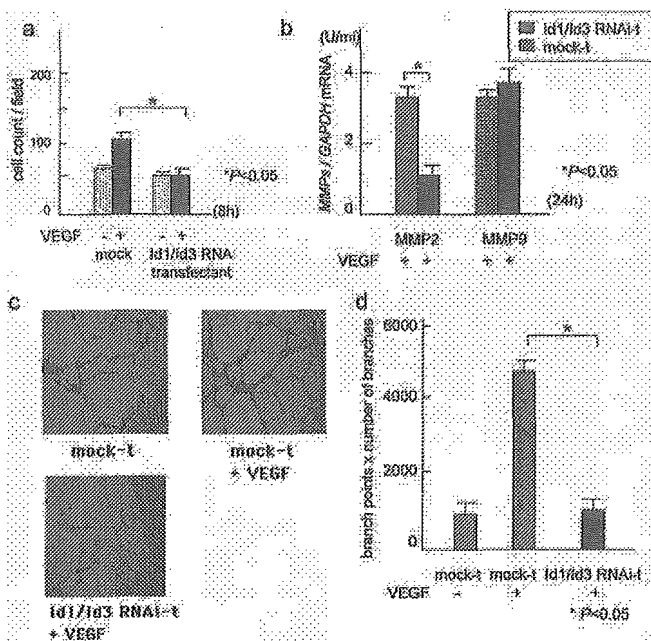 a
cell count / field
200
100
0
*
*P<0.05
(8h)
VEGF - + - +
mock Id1/Id3 RNA
transfectant
b
(U/ml)
MMPs / GAPDH mRNA
4
2
0
*
Id1/Id3 RNAi-t
mock-t
*P<0.05
(24h)
MMP2 MMP9
VEGF + + + +
c
mock-t
mock-t
+ VEGF
Id1/Id3 RNAi-t
+ VEGF
d
branch points x number of branches
6000
4000
2000
0
*
mock-t mock-t Id1/Id3 RNAi-t
VEGF - + +
* P<0.05